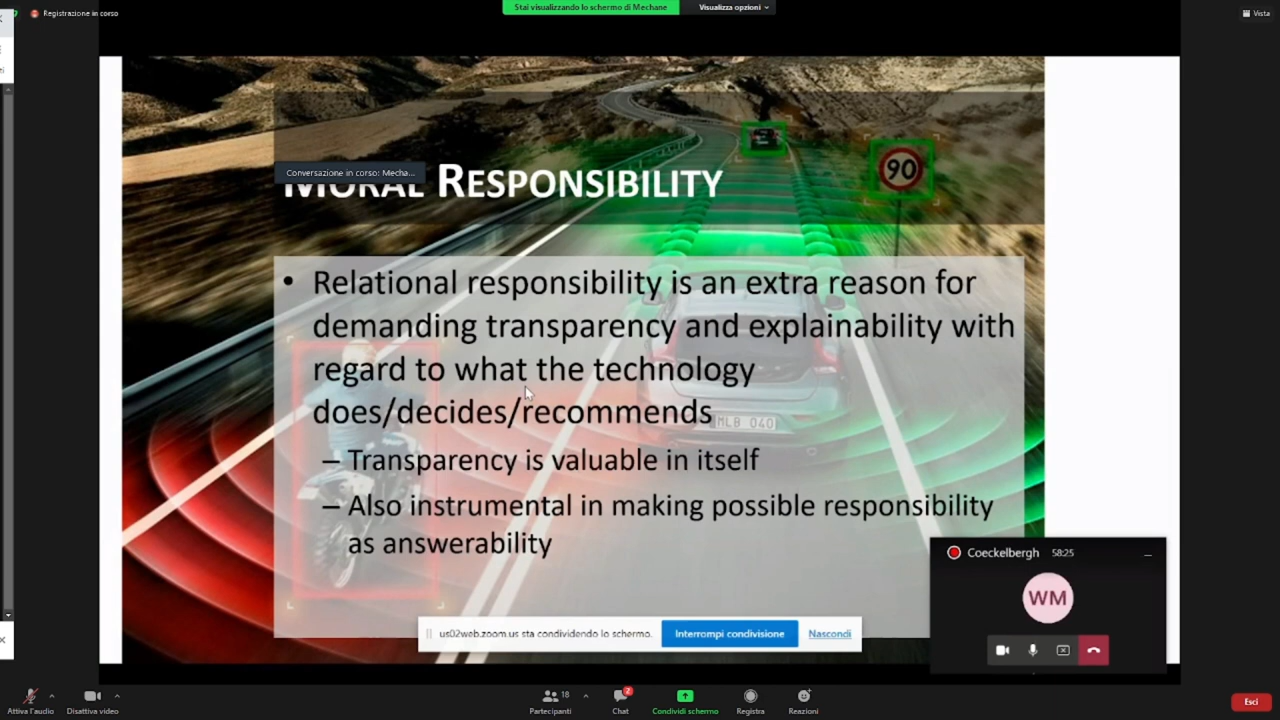 Registrazione in corso
Stai visualizzando lo schermo di Mechane
Visualizza opzioni
Vista
90
Conversazione in corso: Mecha...
MORAL RESPONSIBILITY
• Relational responsibility is an extra reason for
demanding transparency and explainability with
regard to what the technology
does/decides/recommends
MLB 040
– Transparency is valuable in itself
– Also instrumental in making possible responsibility
as answerability
Coeckelbergh 58:25
WM
us02web.zoom.us sta condividendo lo schermo.
Interrompi condivisione
Nascondi
Attiva l'audio
Disattiva video
18
Partecipanti
2
Chat
Condividi schermo
Registra
Reazioni
Esci